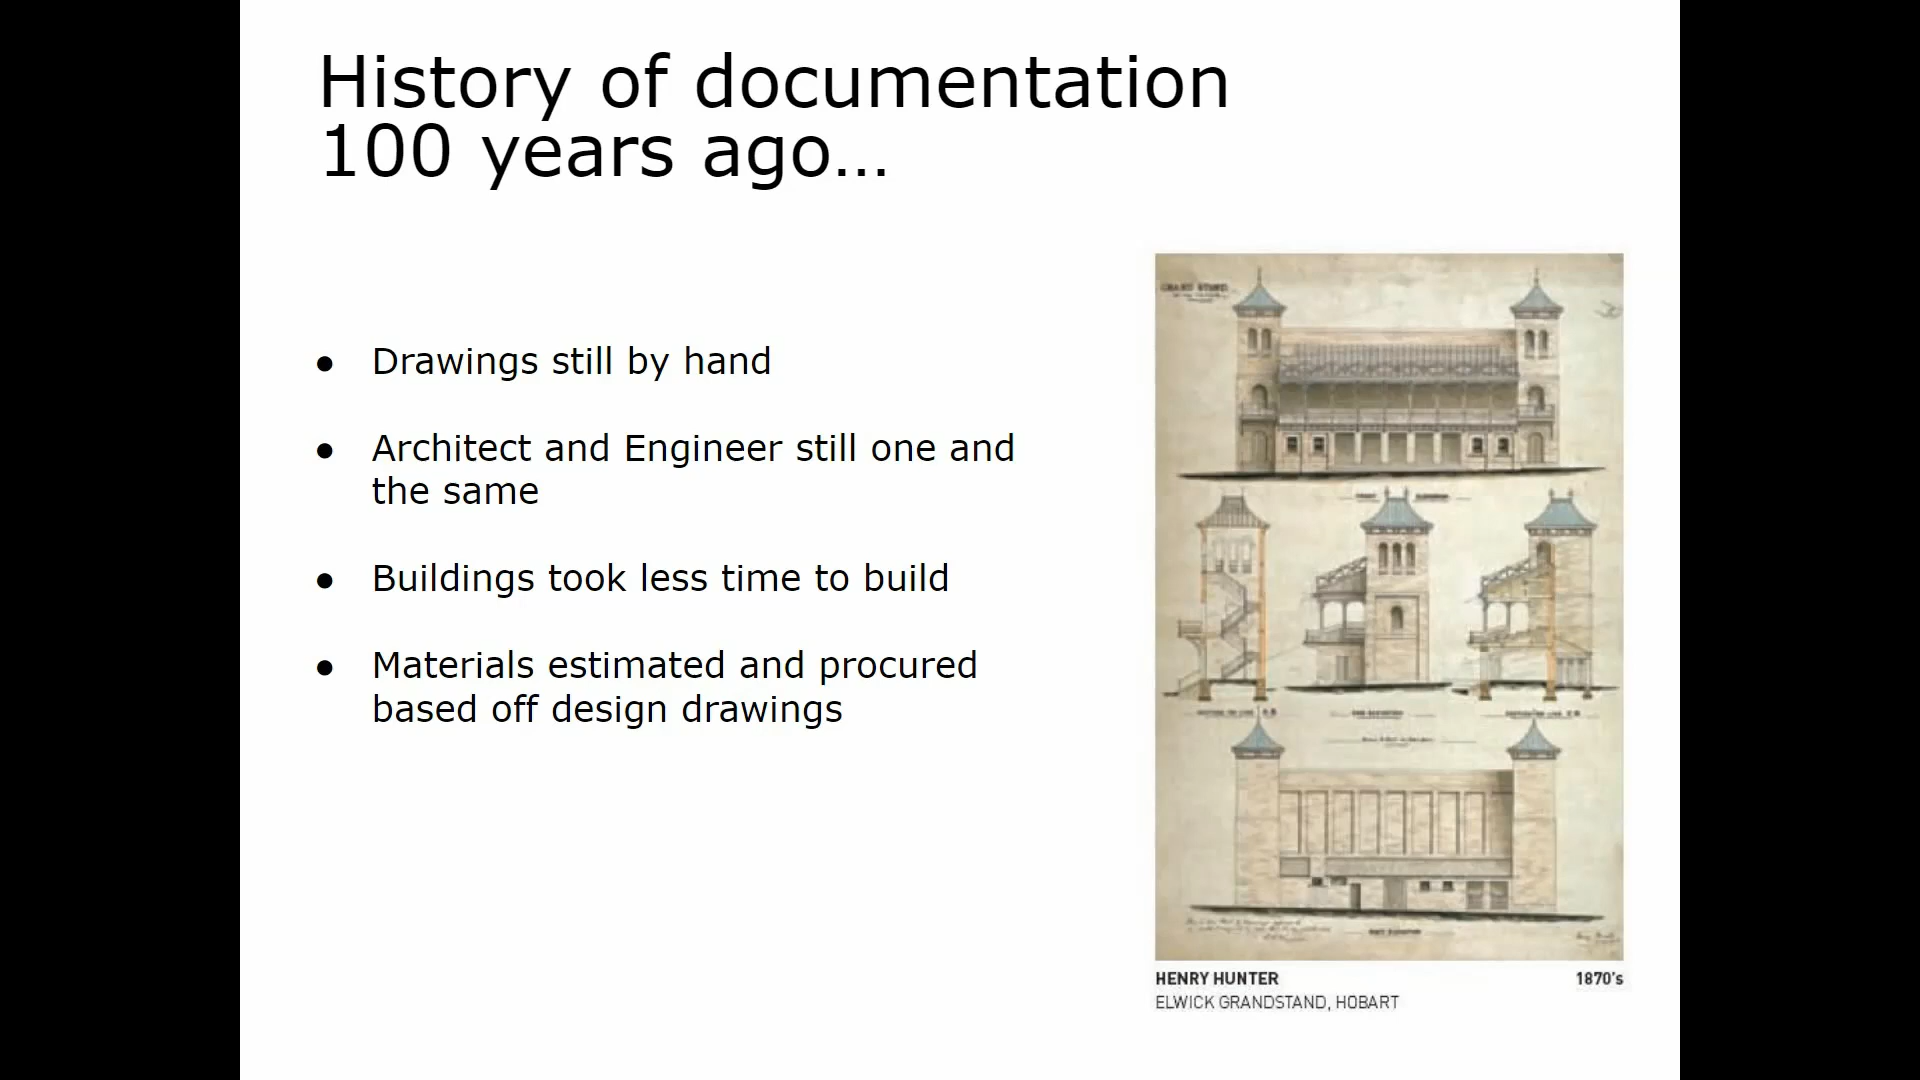 History of documentation
100 years ago...
● Drawings still by hand
● Architect and Engineer still one and
the same
● Buildings took less time to build
● Materials estimated and procured
based off design drawings
GRAND STAND
HENRY HUNTER 1870's
ELWICK GRANDSTAND, HOBART